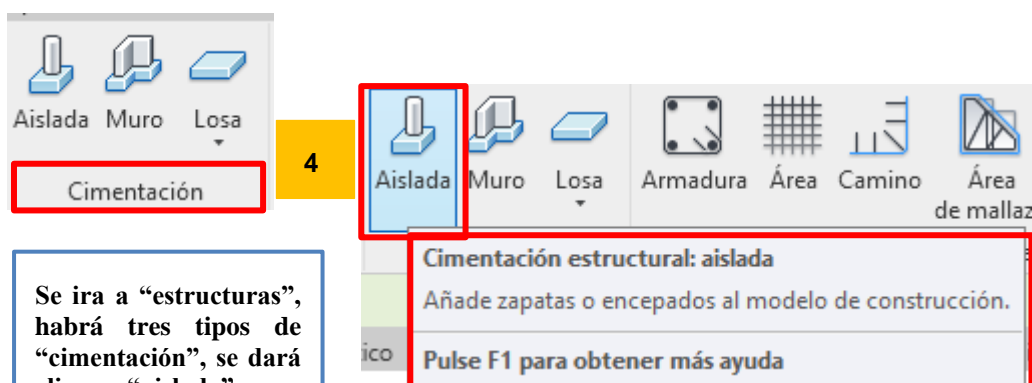 Aislada Muro Losa
Cimentación
4
Aislada Muro Losa Armadura Área Camino Área
de mallaz
Cimentación estructural: aislada
Añade zapatas o encepados al modelo de construcción.
Pulse F1 para obtener más ayuda
ico
Se ira a “estructuras”,
habrá tres tipos de
“cimentación”, se dará